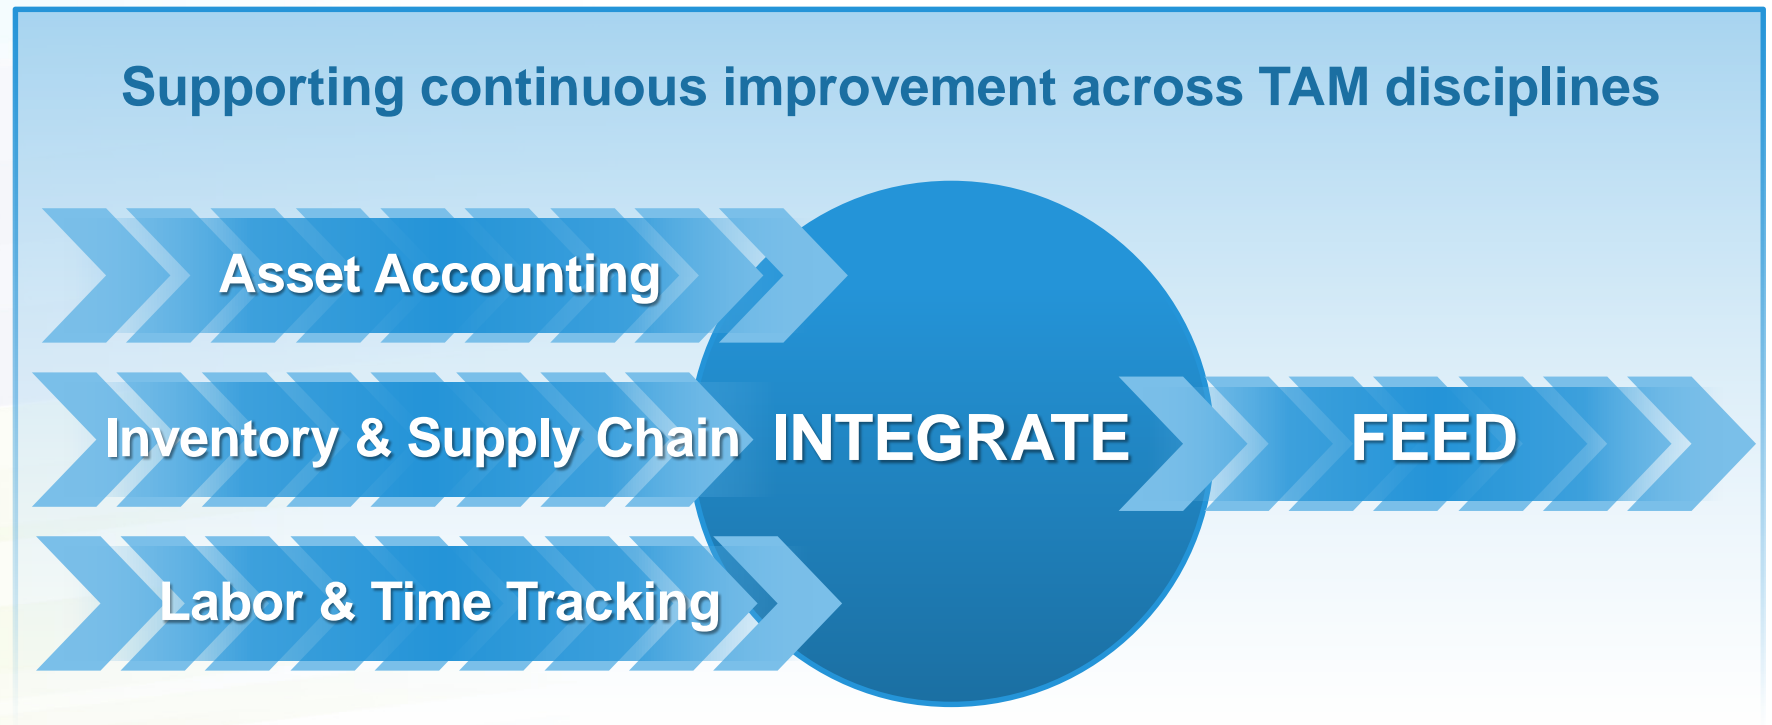 Supporting continuous improvement across TAM disciplines
Asset Accounting
Inventory & Supply Chain
INTEGRATE
FEED
Labor & Time Tracking